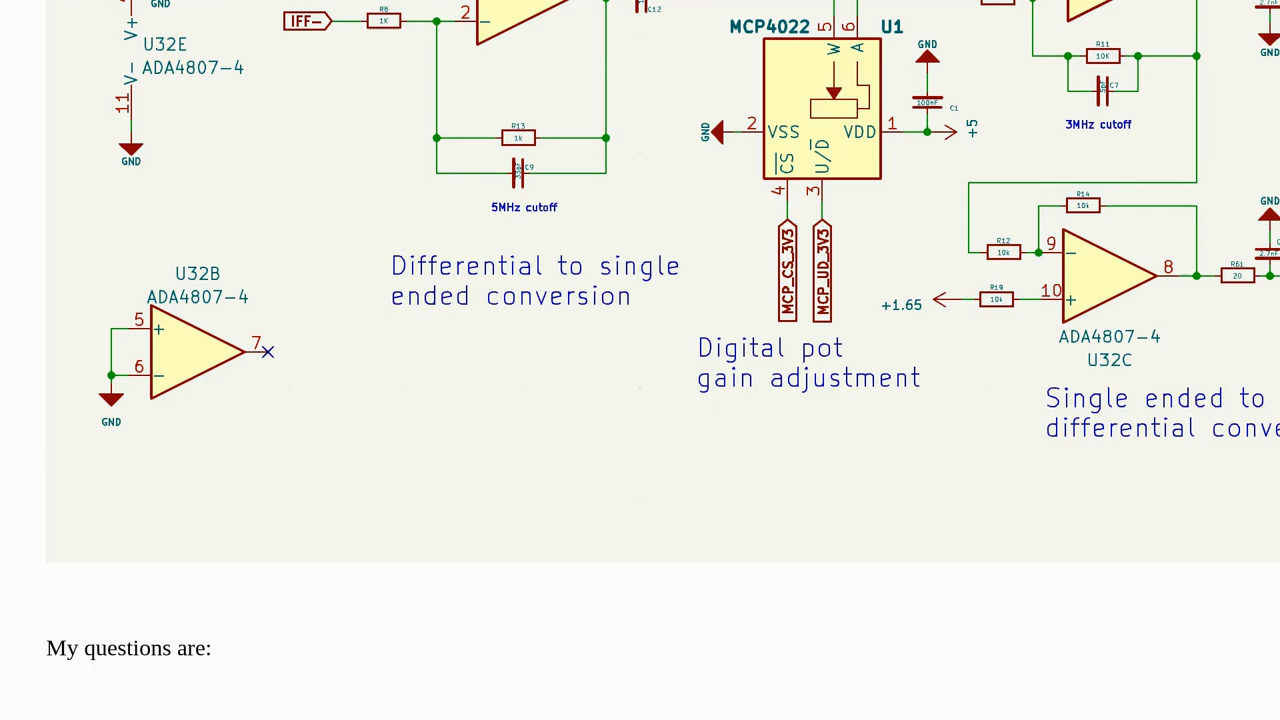 GND
V+
U32E
ADA4807-4
V-
11
GND
IFF-
R8
1K
2
−
C12
R13
1k
C9
5MHz cutoff
Differential to single
ended conversion
MCP4022
U1
5
6
W
A
GND
100nF
C1
GND
2
VSS
VDD
1
+5
CS
U/D
4
3
MCP_CS_3V3
MCP_UD_3V3
Digital pot
gain adjustment
GND
R11
10K
C7
3MHz cutoff
R14
10k
R12
10k
9
−
8
R61
20
GND
+1.65
R19
10k
10
+
ADA4807-4
U32C
Single ended to
differential conve
U32B
ADA4807-4
5
+
7
6
−
GND
My questions are: